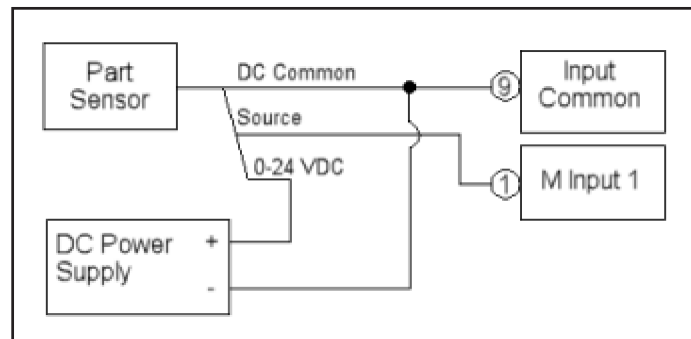 Part
Sensor
DC Common
9
Input
Common
Source
0-24 VDC
1
M Input 1
DC Power
Supply
+
-